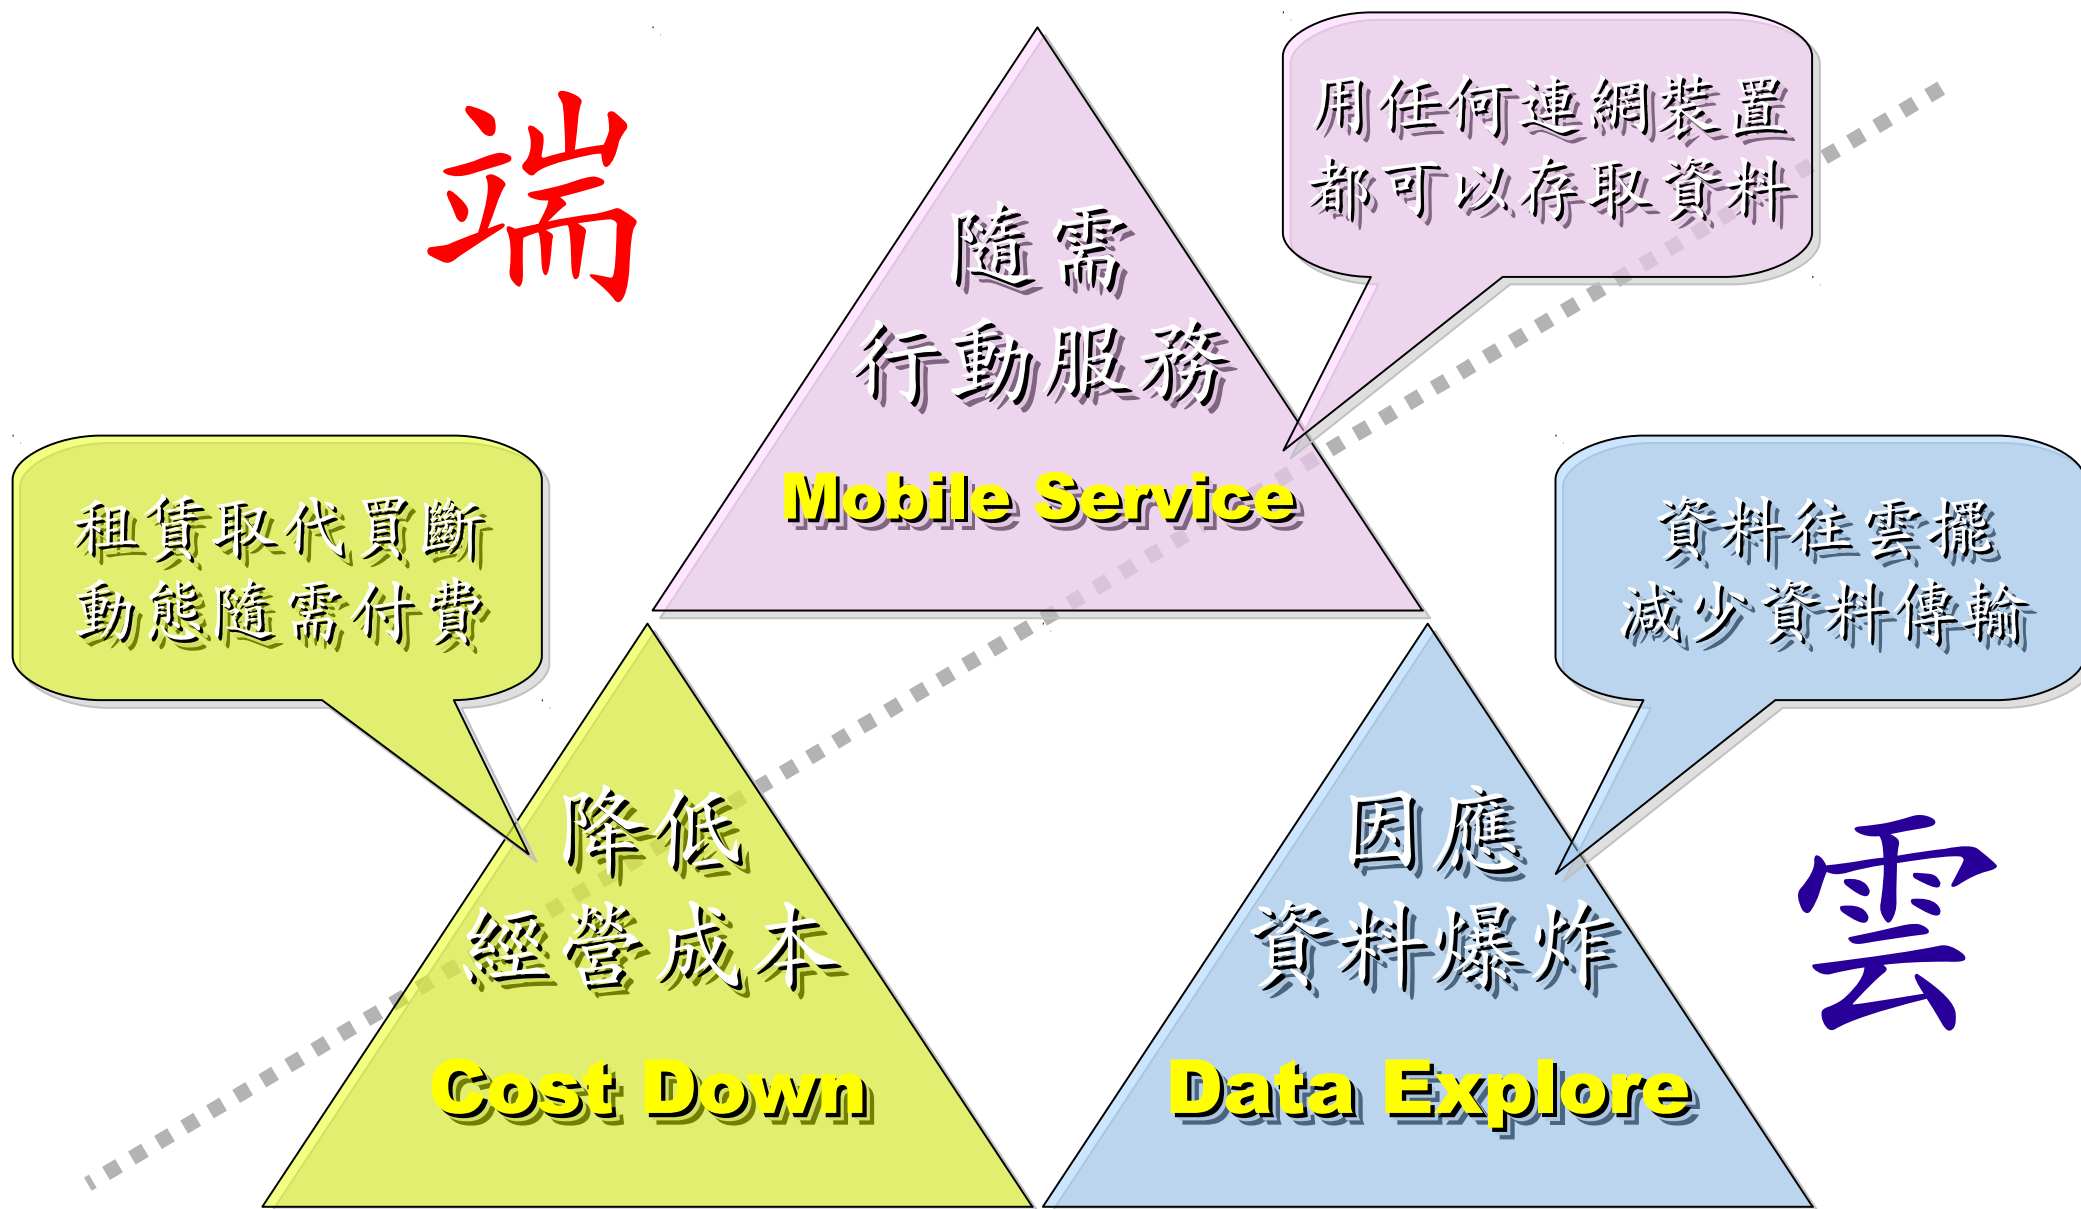 端
用任何連網裝置
都可以存取資料
隨需
行動服務
Mobile Service
租賃取代買斷
動態隨需付費
資料往雲擺
減少資料傳輸
降低
經營成本
Cost Down
因應
資料爆炸
Data Explore
雲